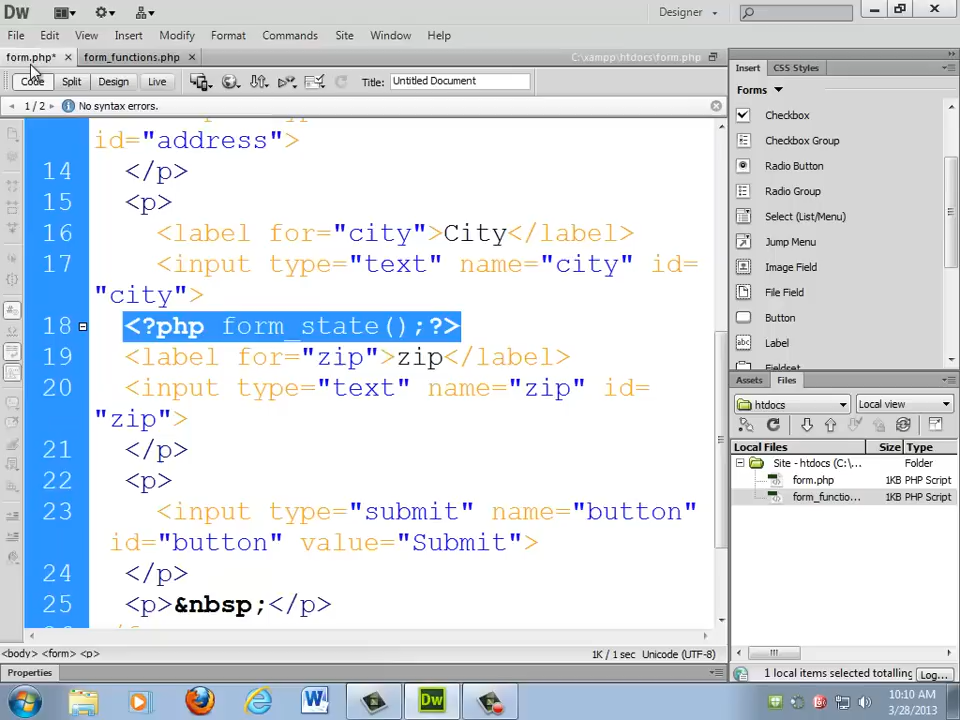 Dw
Designer
File Edit View Insert Modify Format Commands Site Window Help
form.php* form_functions.php C:\xampp\htdocs\form.php
Code Split Design Live Title: Untitled Document
1/2 No syntax errors.
id="address">
14 </p>
15 <p>
16 <label for="city">City</label>
17 <input type="text" name="city" id=
"city">
18 <?php form_state();?>
19 <label for="zip">zip</label>
20 <input type="text" name="zip" id=
"zip">
21 </p>
22 <p>
23 <input type="submit" name="button"
id="button" value="Submit">
24 </p>
25 <p>&nbsp;</p>
<body> <form> <p> 1K / 1 sec Unicode (UTF-8)
Properties
Insert CSS Styles
Forms
Checkbox
Checkbox Group
Radio Button
Radio Group
Select (List/Menu)
Jump Menu
Image Field
File Field
Button
Label
Assets Files
htdocs Local view
Local Files Size Type
Site - htdocs (C:\... Folder
form.php 1KB PHP Script
form_functio... 1KB PHP Script
1 local items selected totalling Log...
10:10 AM
3/28/2013